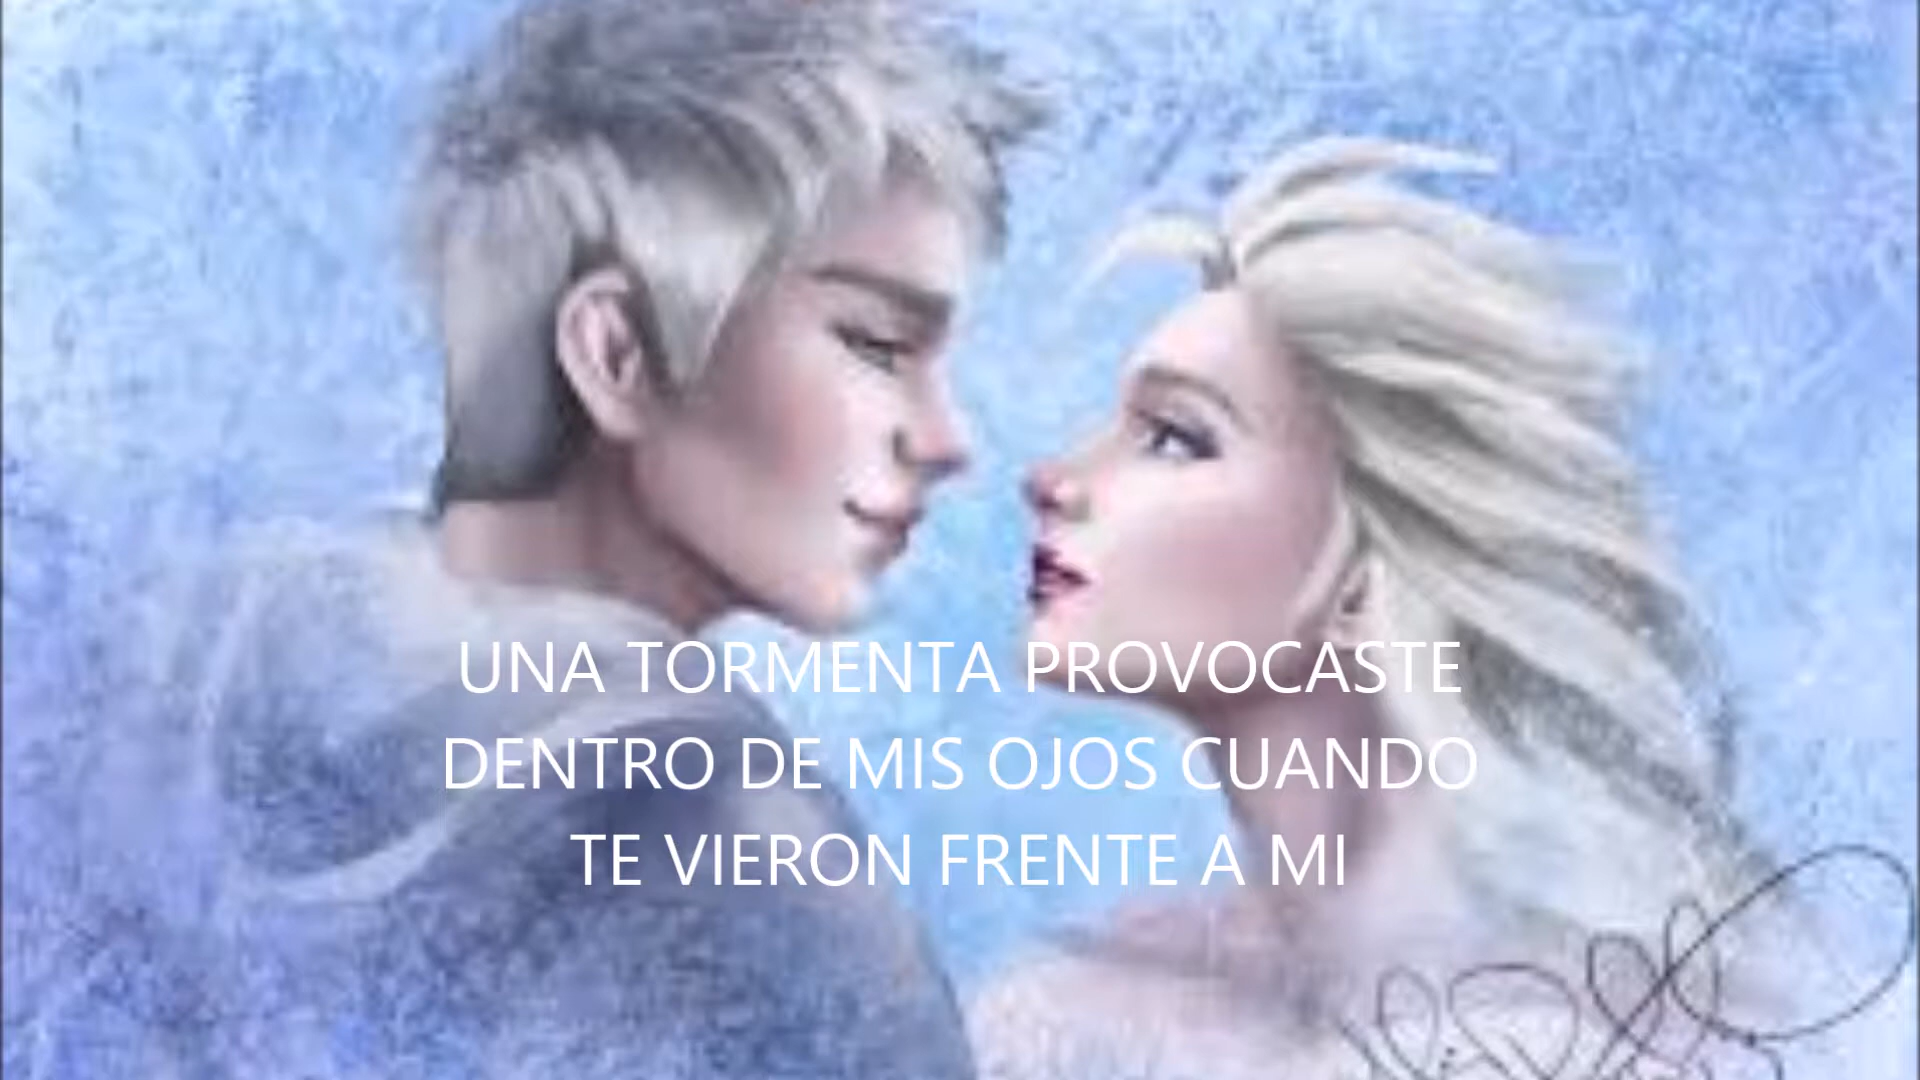 UNA TORMENTA PROVOCASTE
DENTRO DE MIS OJOS CUANDO
TE VIERON FRENTE A MI